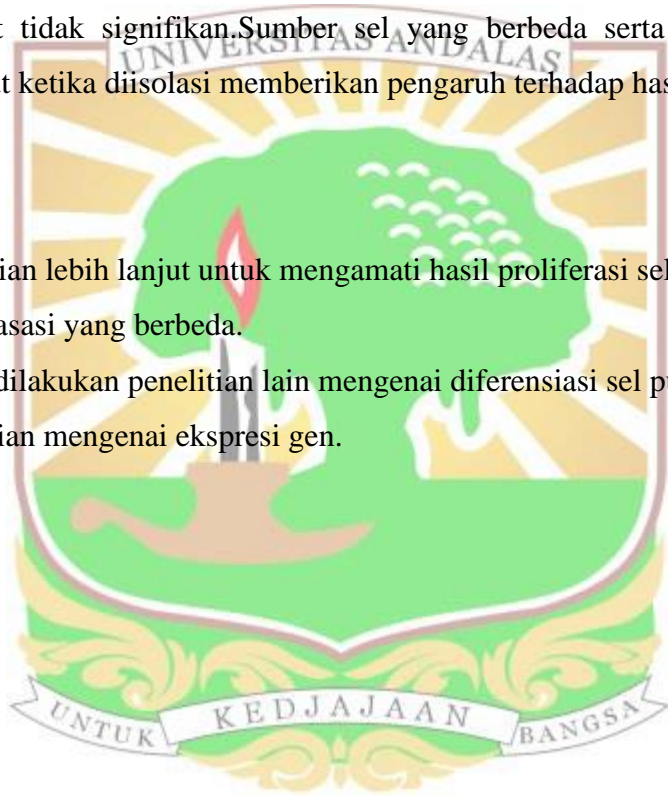 t tidak signifikan.Sumber sel yang berbeda serta
UNIVERSITAS ANDALAS
t ketika diisolasi memberikan pengaruh terhadap has
ian lebih lanjut untuk mengamati hasil proliferasi sel
asasi yang berbeda.
dilakukan penelitian lain mengenai diferensiasi sel pu
ian mengenai ekspresi gen.
UNTUK KEDJAJAAN BANGSA